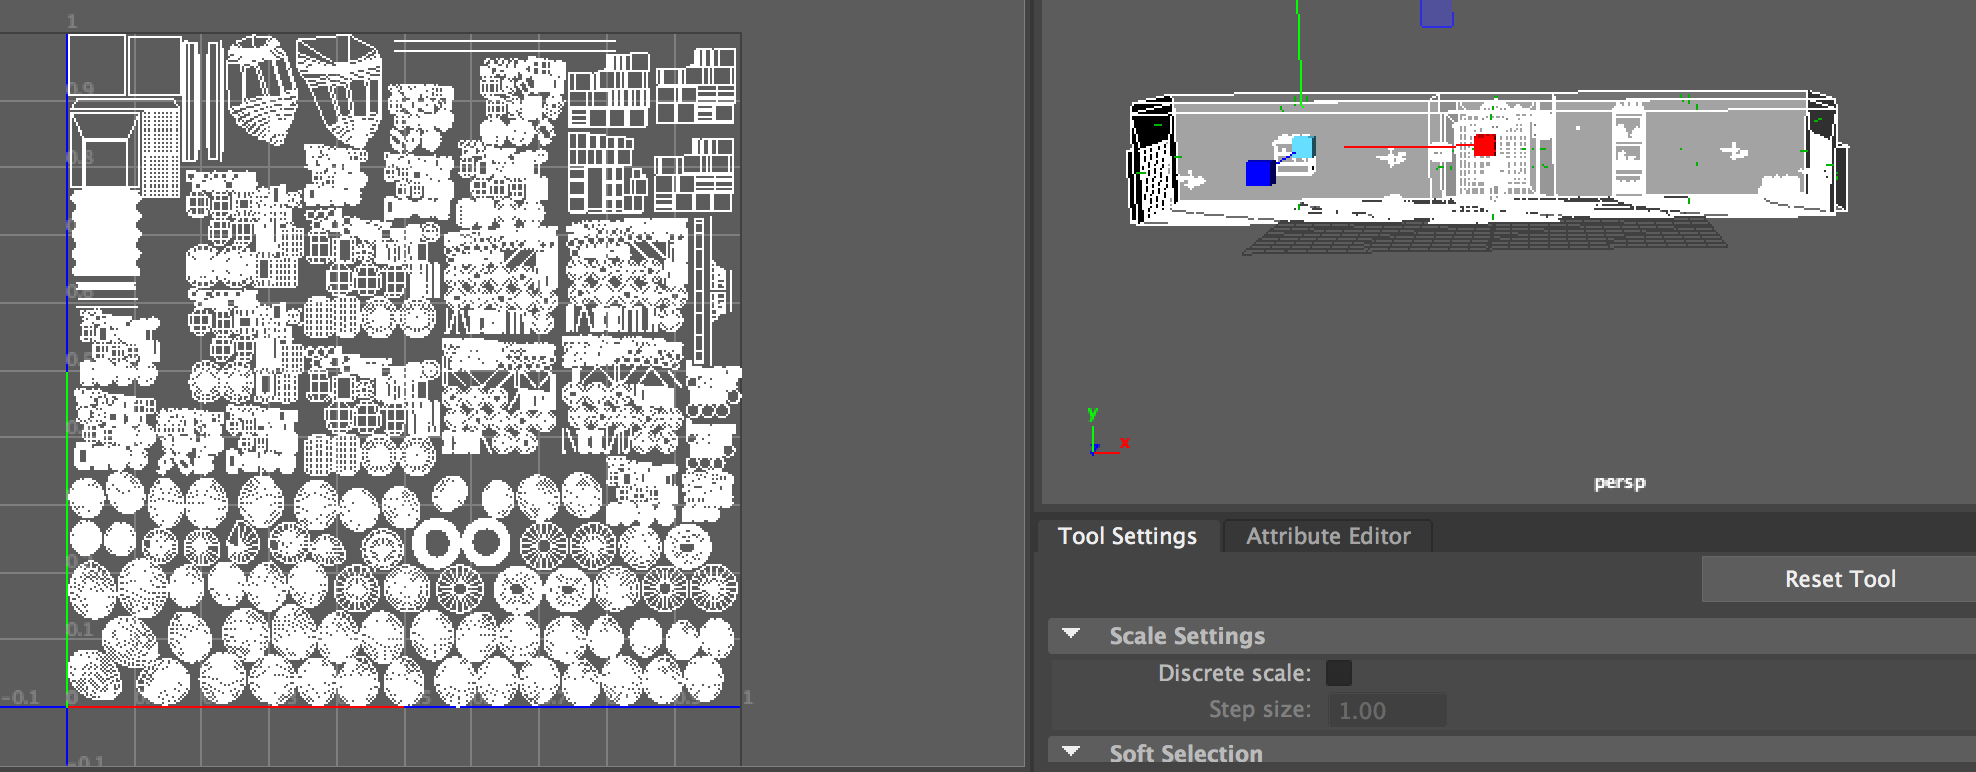 1
0.9
0.3
0.1
-0.1
0
1
-0.1
y
x
persp
Tool Settings
Attribute Editor
Reset Tool
Scale Settings
Discrete scale:
Step size:
1.00
Soft Selection